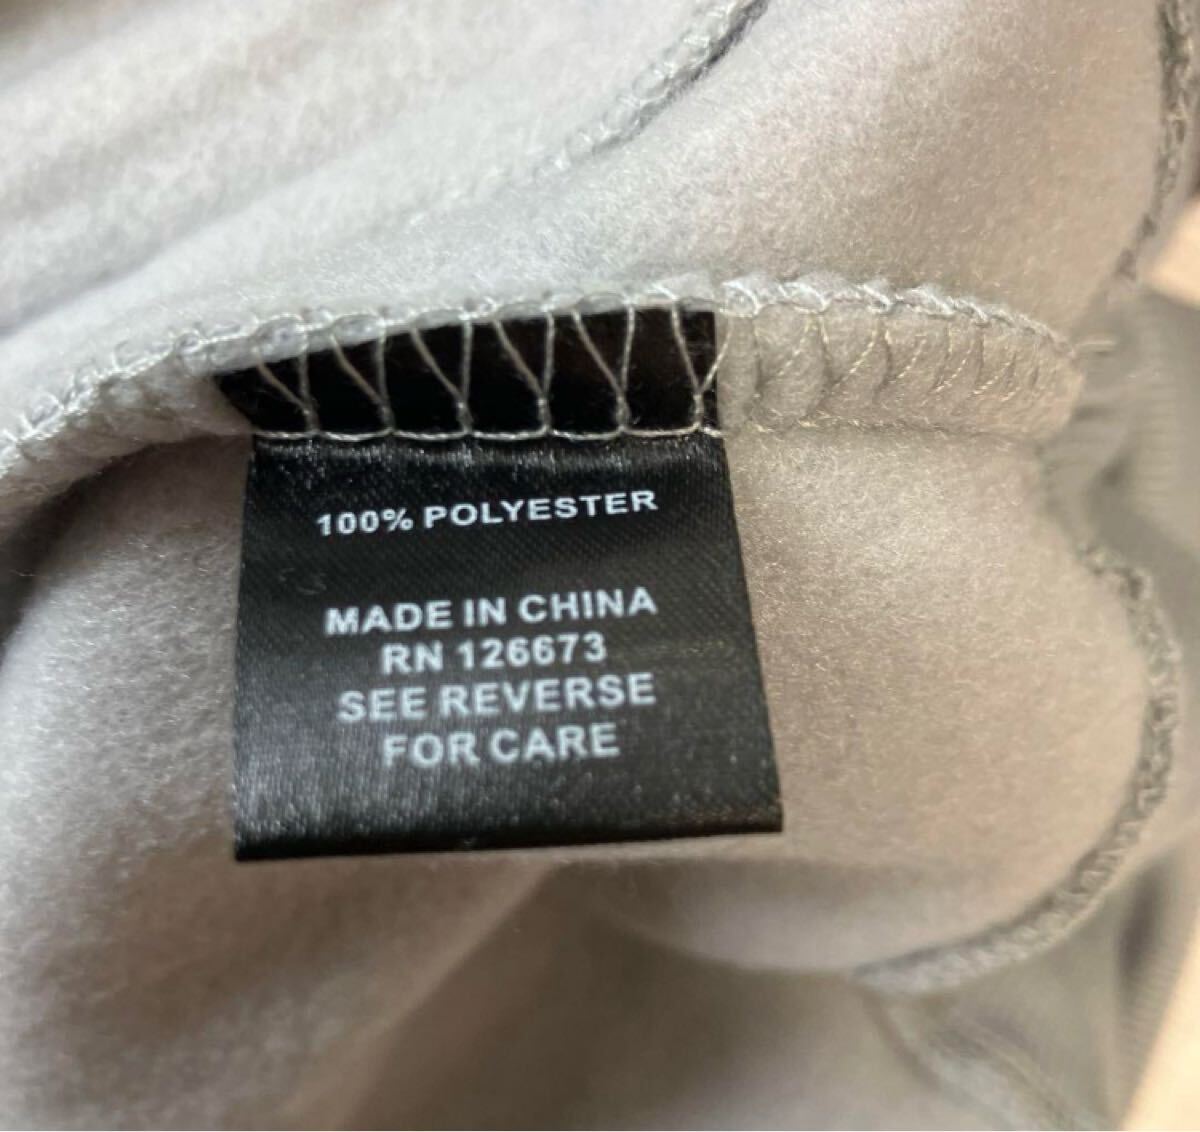 100% POLYESTER
MADE IN CHINA
RN 126673
SEE REVERSE
FOR CARE